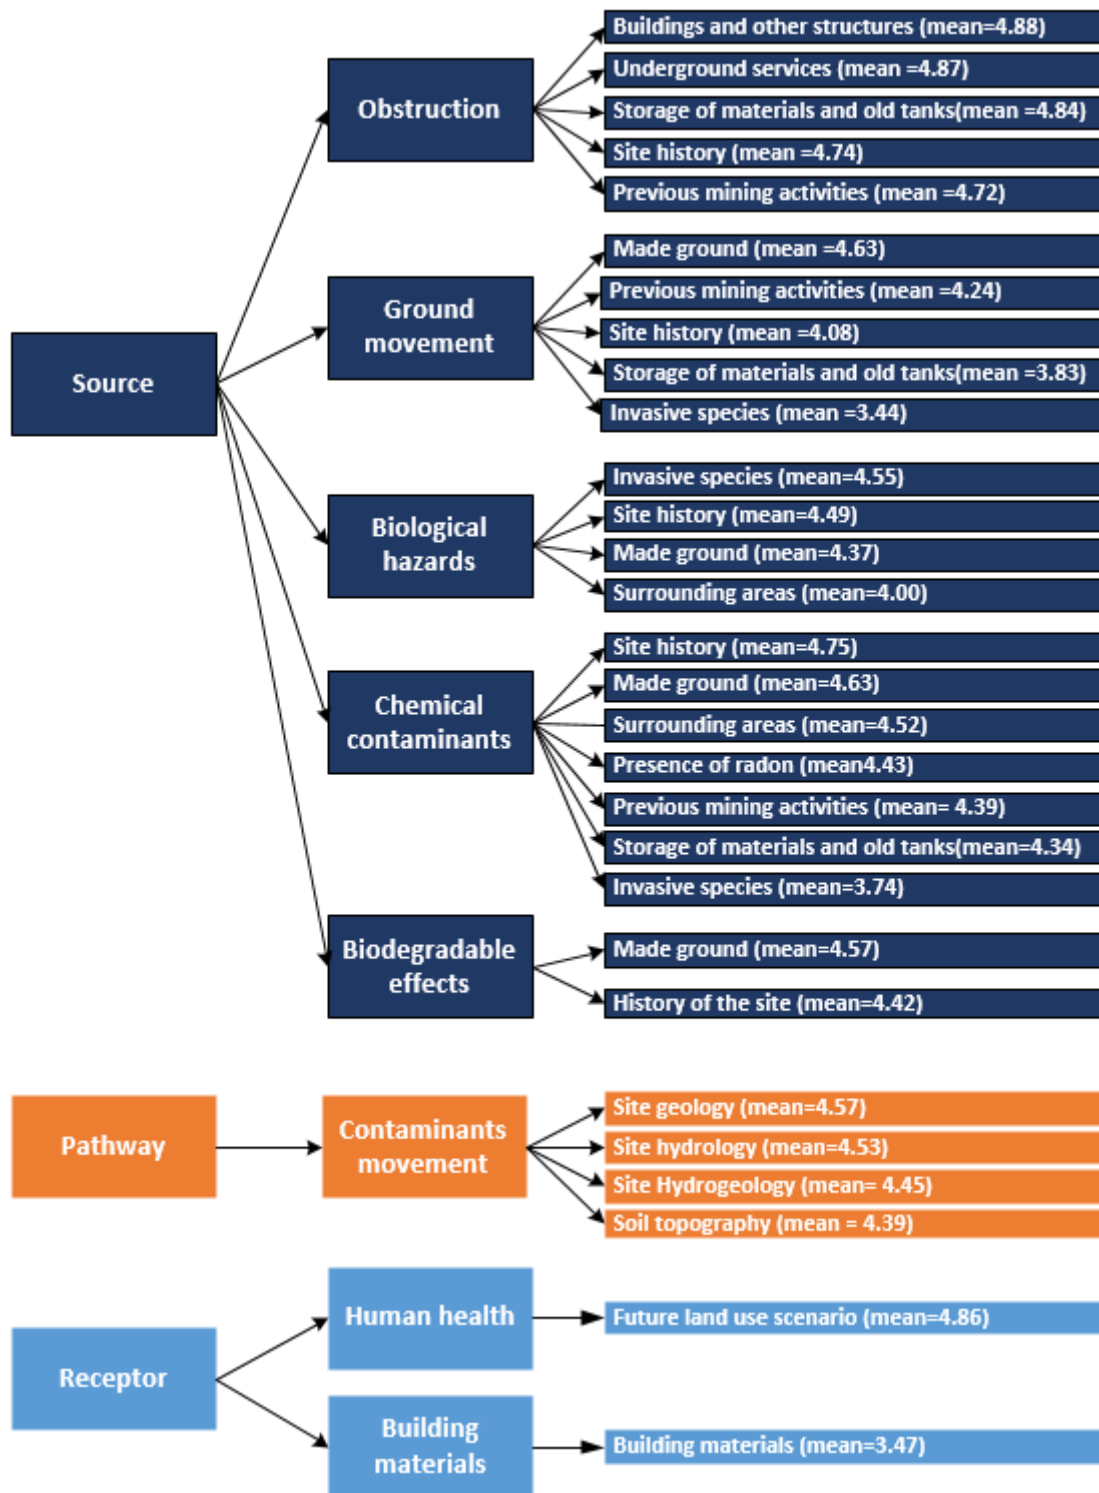 Source
Obstruction
Buildings and other structures (mean=4.88)
Underground services (mean =4.87)
Storage of materials and old tanks(mean =4.84)
Site history (mean =4.74)
Previous mining activities (mean =4.72)
Ground
movement
Made ground (mean =4.63)
Previous mining activities (mean =4.24)
Site history (mean =4.08)
Storage of materials and old tanks(mean =3.83)
Invasive species (mean =3.44)
Biological
hazards
Invasive species (mean=4.55)
Site history (mean=4.49)
Made ground (mean=4.37)
Surrounding areas (mean=4.00)
Chemical
contaminants
Site history (mean=4.75)
Made ground (mean=4.63)
Surrounding areas (mean=4.52)
Presence of radon (mean4.43)
Previous mining activities (mean= 4.39)
Storage of materials and old tanks(mean=4.34)
Invasive species (mean=3.74)
Biodegradable
effects
Made ground (mean=4.57)
History of the site (mean=4.42)
Pathway
Contaminants
movement
Site geology (mean=4.57)
Site hydrology (mean=4.53)
Site Hydrogeology (mean= 4.45)
Soil topography (mean = 4.39)
Receptor
Human health
Future land use scenario (mean=4.86)
Building
materials
Building materials (mean=3.47)